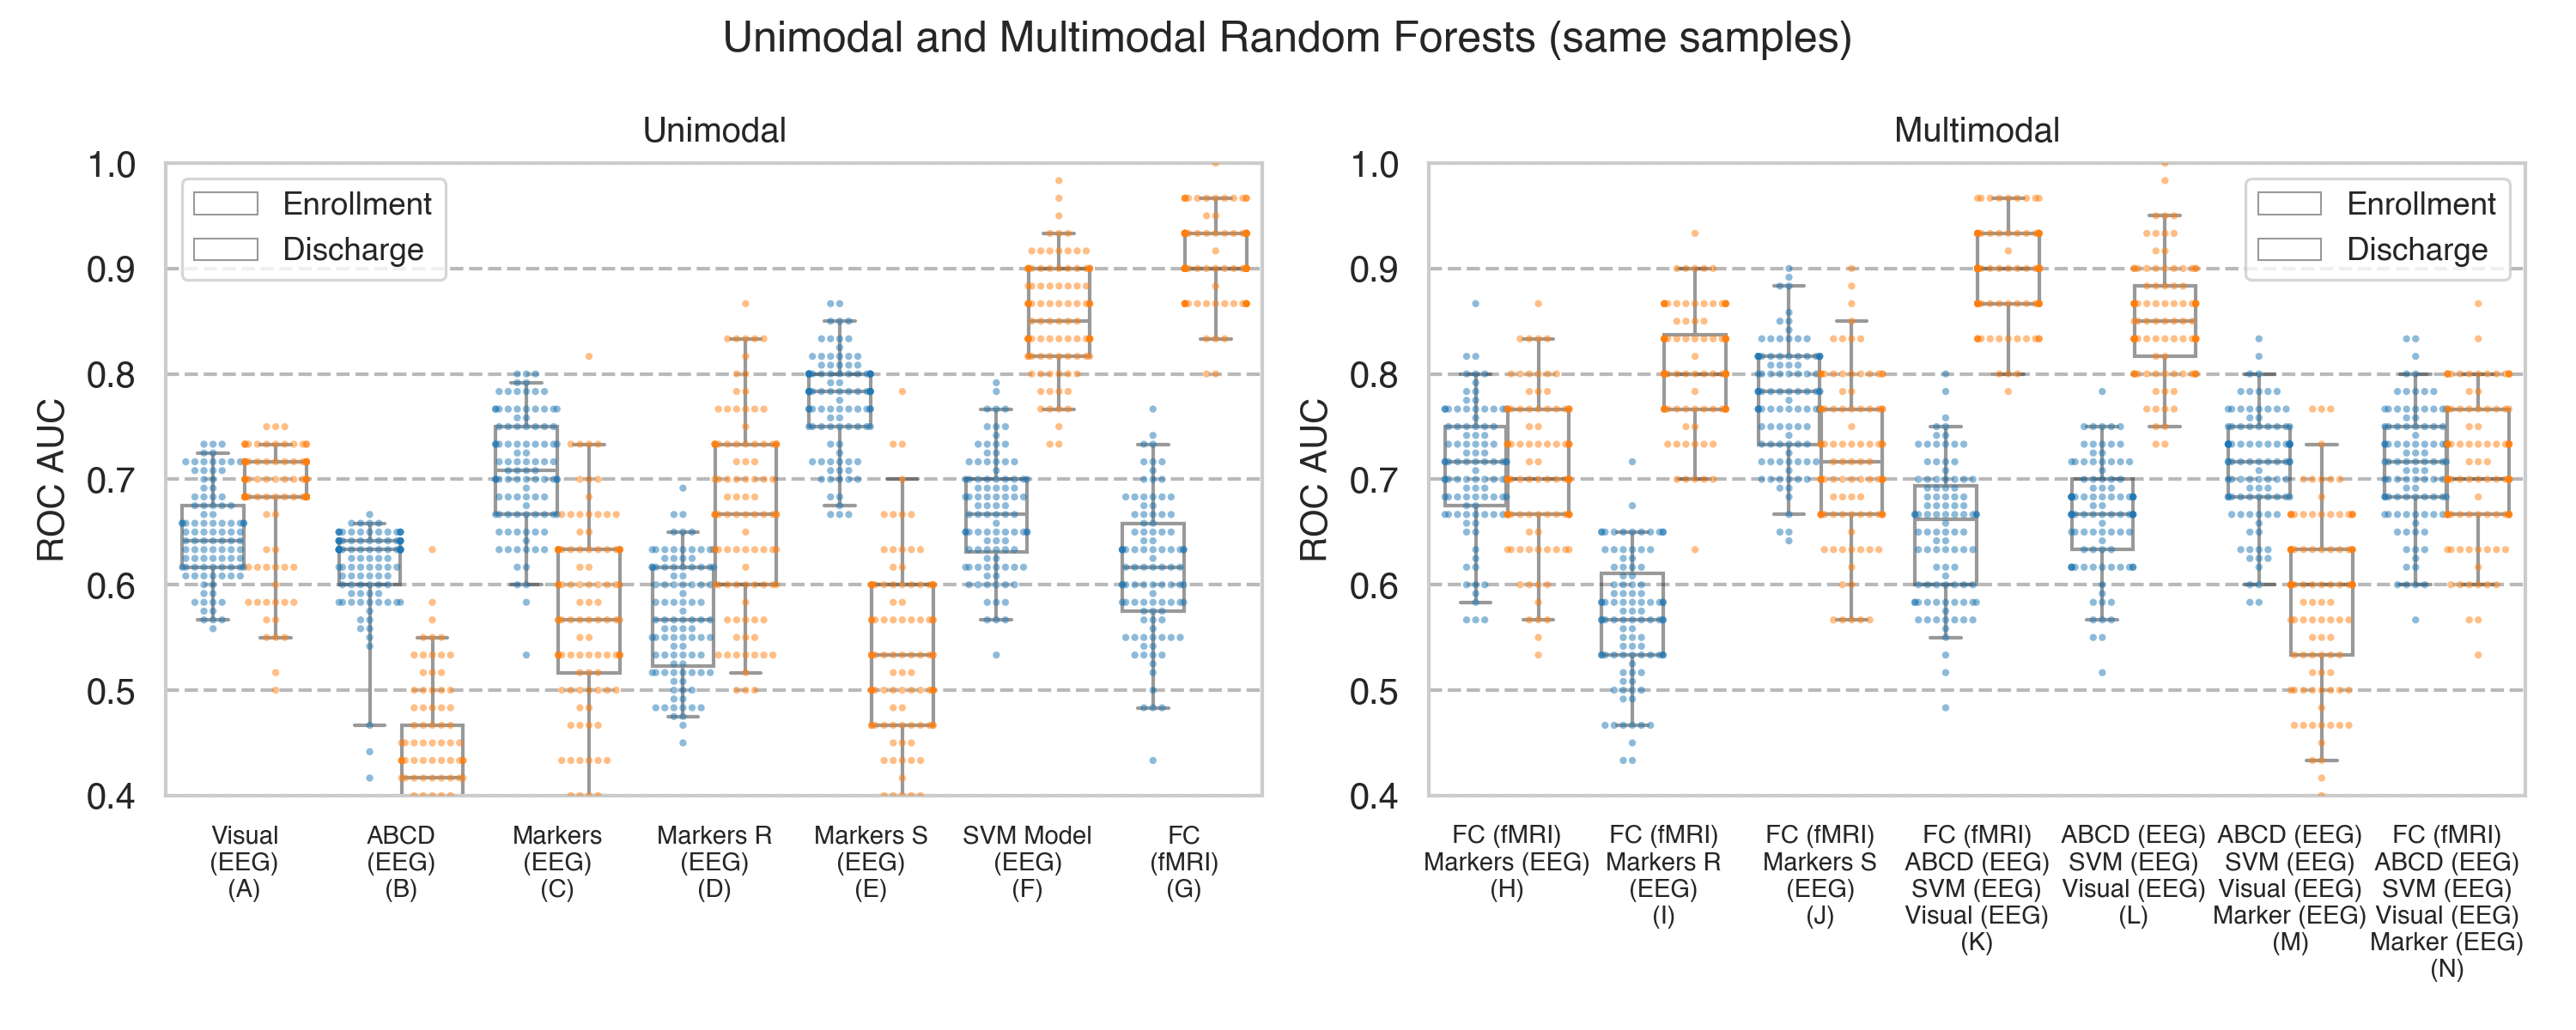 Unimodal and Multimodal Random Forests (same samples)
Unimodal
ROC AUC
1.0
0.9
0.8
0.7
0.6
0.5
0.4
Enrollment
Discharge
Visual
(EEG)
(A)
ABCD
(EEG)
(B)
Markers
(EEG)
(C)
Markers R
(EEG)
(D)
Markers S
(EEG)
(E)
SVM Model
(EEG)
(F)
FC
(fMRI)
(G)
Multimodal
ROC AUC
1.0
0.9
0.8
0.7
0.6
0.5
0.4
Enrollment
Discharge
FC (fMRI)
Markers (EEG)
(H)
FC (fMRI)
Markers R
(EEG)
(I)
FC (fMRI)
Markers S
(EEG)
(J)
FC (fMRI)
ABCD (EEG)
SVM (EEG)
Visual (EEG)
(K)
ABCD (EEG)
SVM (EEG)
Visual (EEG)
(L)
ABCD (EEG)
SVM (EEG)
Visual (EEG)
Marker (EEG)
(M)
FC (fMRI)
ABCD (EEG)
SVM (EEG)
Visual (EEG)
Marker (EEG)
(N)